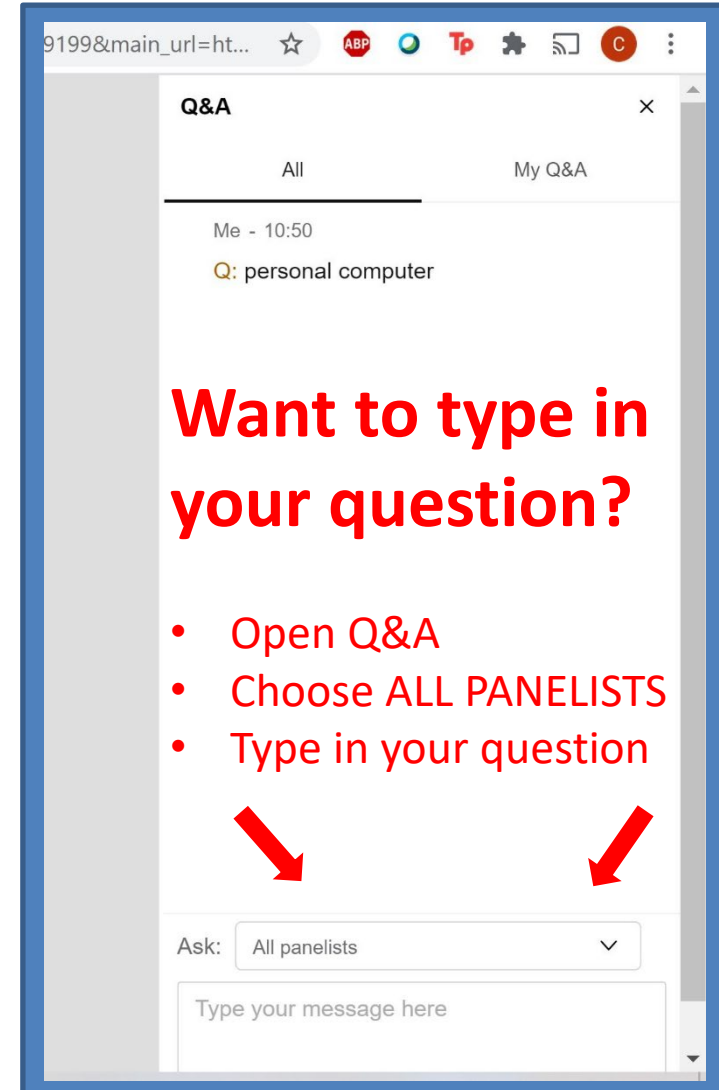 9199&main_url=ht...
ABP
Tp
C
Q&A
All
My Q&A
Me - 10:50
Q: personal computer
Want to type in
your question?
• Open Q&A
• Choose ALL PANELISTS
• Type in your question
Ask: All panelists
Type your message here